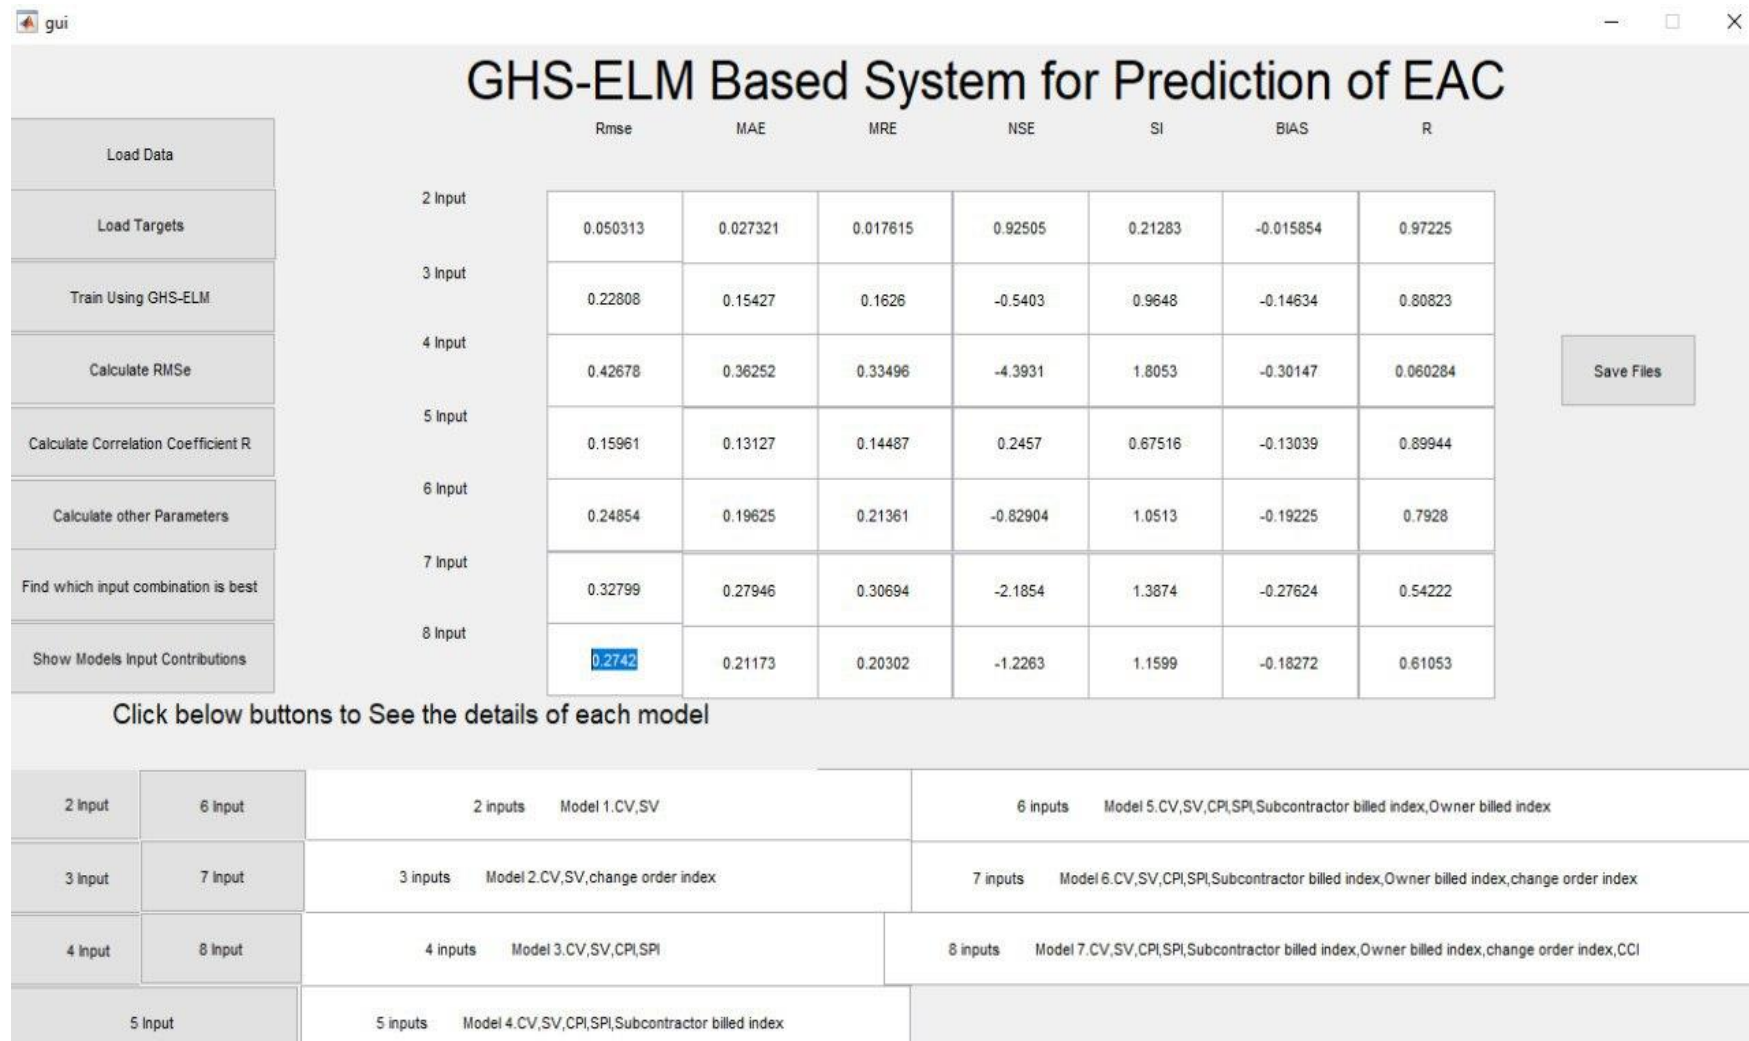 gui
GHS-ELM Based System for Prediction of EAC
Rmse MAE MRE NSE SI BIAS R
Load Data
Load Targets
Train Using GHS-ELM
Calculate RMSe
Calculate Correlation Coefficient R
Calculate other Parameters
Find which input combination is best
Show Models Input Contributions
2 Input 0.050313 0.027321 0.017615 0.92505 0.21283 -0.015854 0.97225
3 Input 0.22808 0.15427 0.1626 -0.5403 0.9648 -0.14634 0.80823
4 Input 0.42678 0.36252 0.33496 -4.3931 1.8053 -0.30147 0.060284
5 Input 0.15961 0.13127 0.14487 0.2457 0.67516 -0.13039 0.89944
6 Input 0.24854 0.19625 0.21361 -0.82904 1.0513 -0.19225 0.7928
7 Input 0.32799 0.27946 0.30694 -2.1854 1.3874 -0.27624 0.54222
8 Input 0.2742 0.21173 0.20302 -1.2263 1.1599 -0.18272 0.61053
Save Files
Click below buttons to See the details of each model
2 Input 6 Input 2 inputs Model 1.CV,SV 6 inputs Model 5.CV,SV,CPI,SPI,Subcontractor billed index,Owner billed index
3 Input 7 Input 3 inputs Model 2.CV,SV,change order index 7 inputs Model 6.CV,SV,CPI,SPI,Subcontractor billed index,Owner billed index,change order index
4 Input 8 Input 4 inputs Model 3.CV,SV,CPI,SPI 8 inputs Model 7.CV,SV,CPI,SPI,Subcontractor billed index,Owner billed index,change order index,CCI
5 Input 5 inputs Model 4.CV,SV,CPI,SPI,Subcontractor billed index